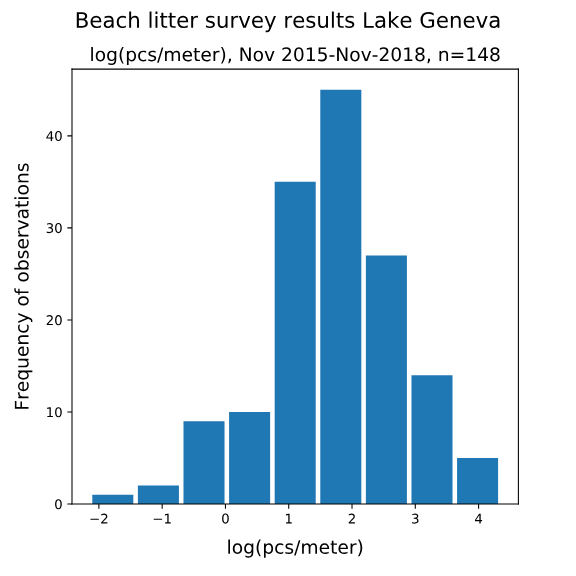 Beach litter survey results Lake Geneva
log(pcs/meter), Nov 2015-Nov-2018, n=148
Frequency of observations
40
30
20
10
0
−2 −1 0 1 2 3 4
log(pcs/meter)